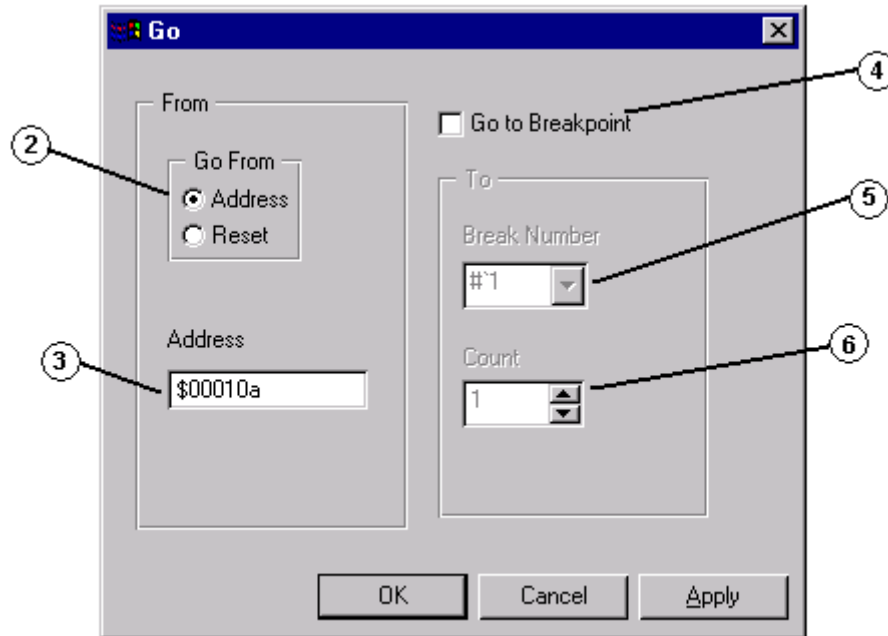 Go
From
Go From
Address
Reset
Address
$00010a
Go to Breakpoint
To
Break Number
#`1
Count
1
OK
Cancel
Apply
2
3
4
5
6